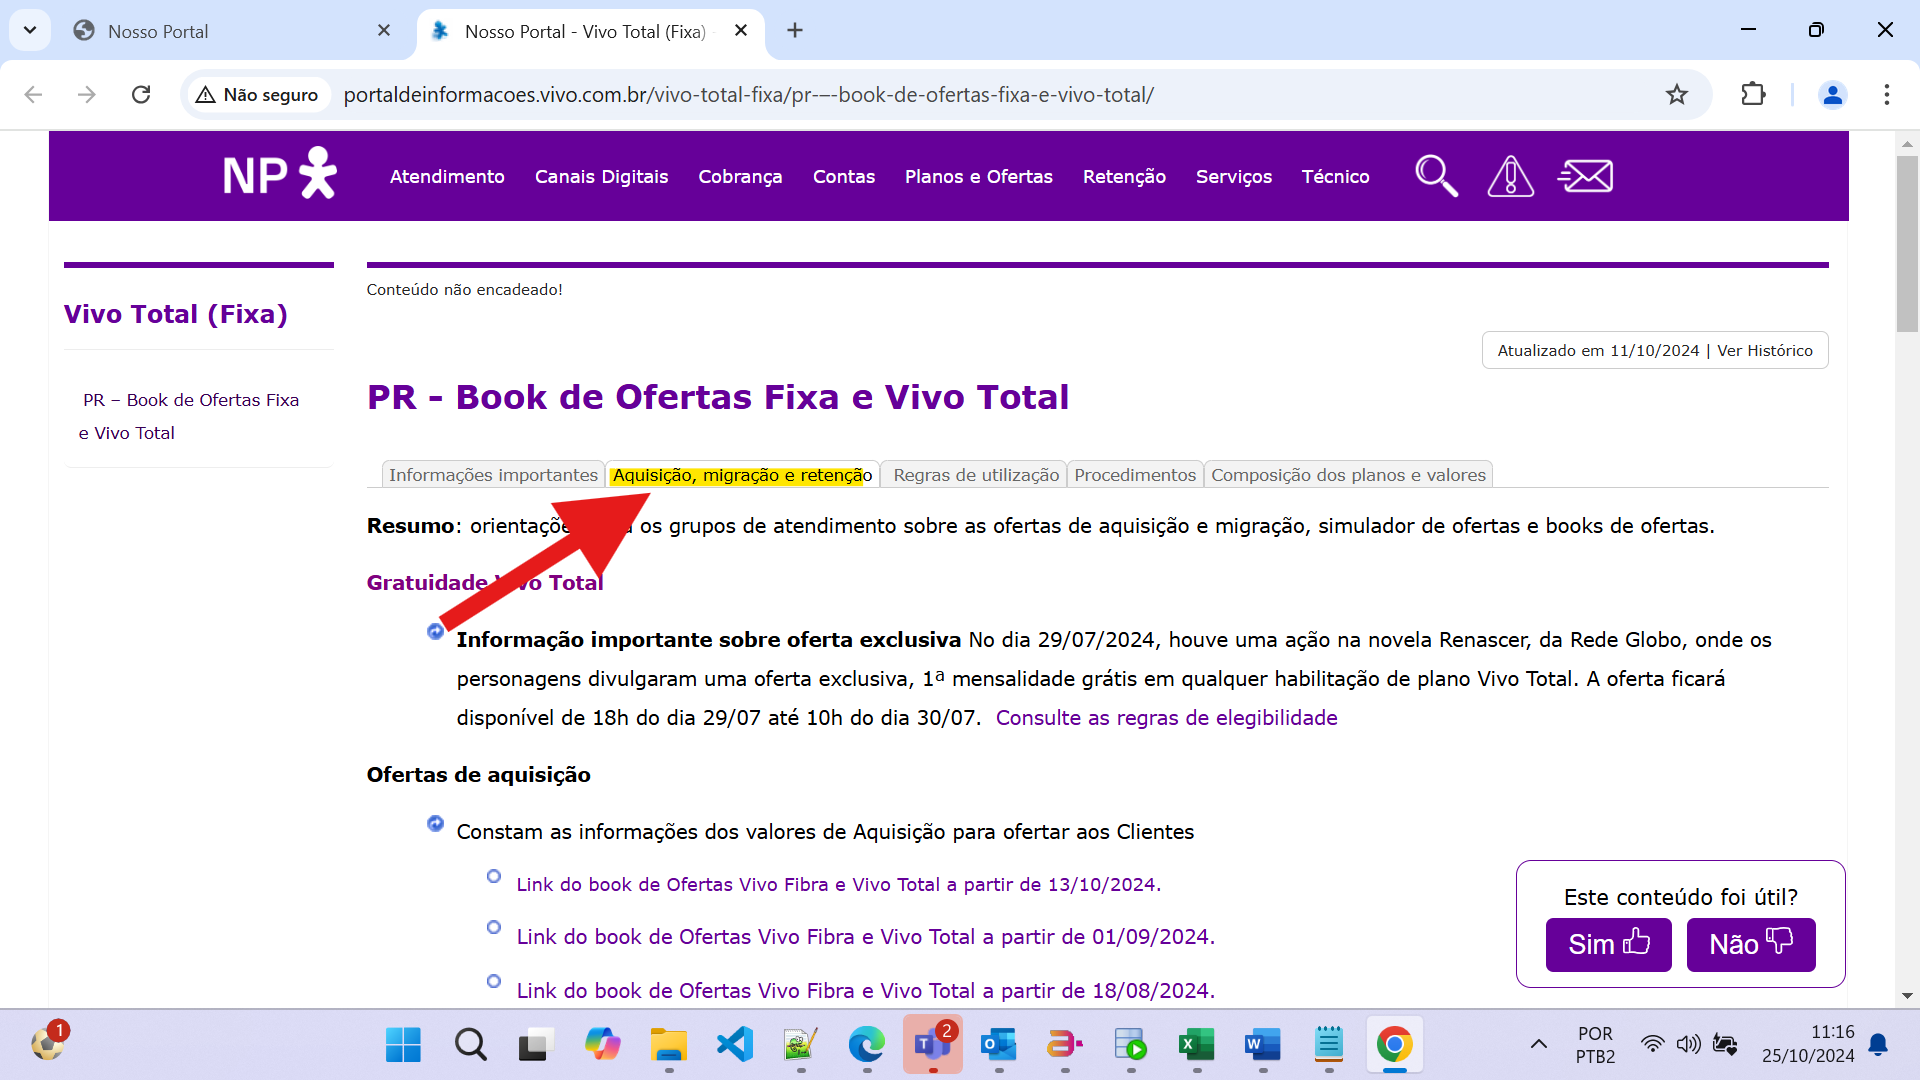 Nosso Portal
Nosso Portal - Vivo Total (Fixa)
Não seguro
portaldeinformacoes.vivo.com.br/vivo-total-fixa/pr-–-book-de-ofertas-fixa-e-vivo-total/
NP
Atendimento
Canais Digitais
Cobrança
Contas
Planos e Ofertas
Retenção
Serviços
Técnico
Vivo Total (Fixa)
PR – Book de Ofertas Fixa
e Vivo Total
Conteúdo não encadeado!
Atualizado em 11/10/2024 | Ver Histórico
PR - Book de Ofertas Fixa e Vivo Total
Informações importantes
Aquisição, migração e retenção
Regras de utilização
Procedimentos
Composição dos planos e valores
Resumo: os grupos de atendimento sobre as ofertas de aquisição e migração, simulador de ofertas e books de ofertas.
Gratuidade Vivo Total
Informação importante sobre oferta exclusiva No dia 29/07/2024, houve uma ação na novela Renascer, da Rede Globo, onde os
personagens divulgaram uma oferta exclusiva, 1ª mensalidade grátis em qualquer habilitação de plano Vivo Total. A oferta ficará
disponível de 18h do dia 29/07 até 10h do dia 30/07. Consulte as regras de elegibilidade
Ofertas de aquisição
Constam as informações dos valores de Aquisição para ofertar aos Clientes
Link do book de Ofertas Vivo Fibra e Vivo Total a partir de 13/10/2024.
Link do book de Ofertas Vivo Fibra e Vivo Total a partir de 01/09/2024.
Link do book de Ofertas Vivo Fibra e Vivo Total a partir de 18/08/2024.
Este conteúdo foi útil?
Sim
Não
1
2
POR
PTB2
11:16
25/10/2024